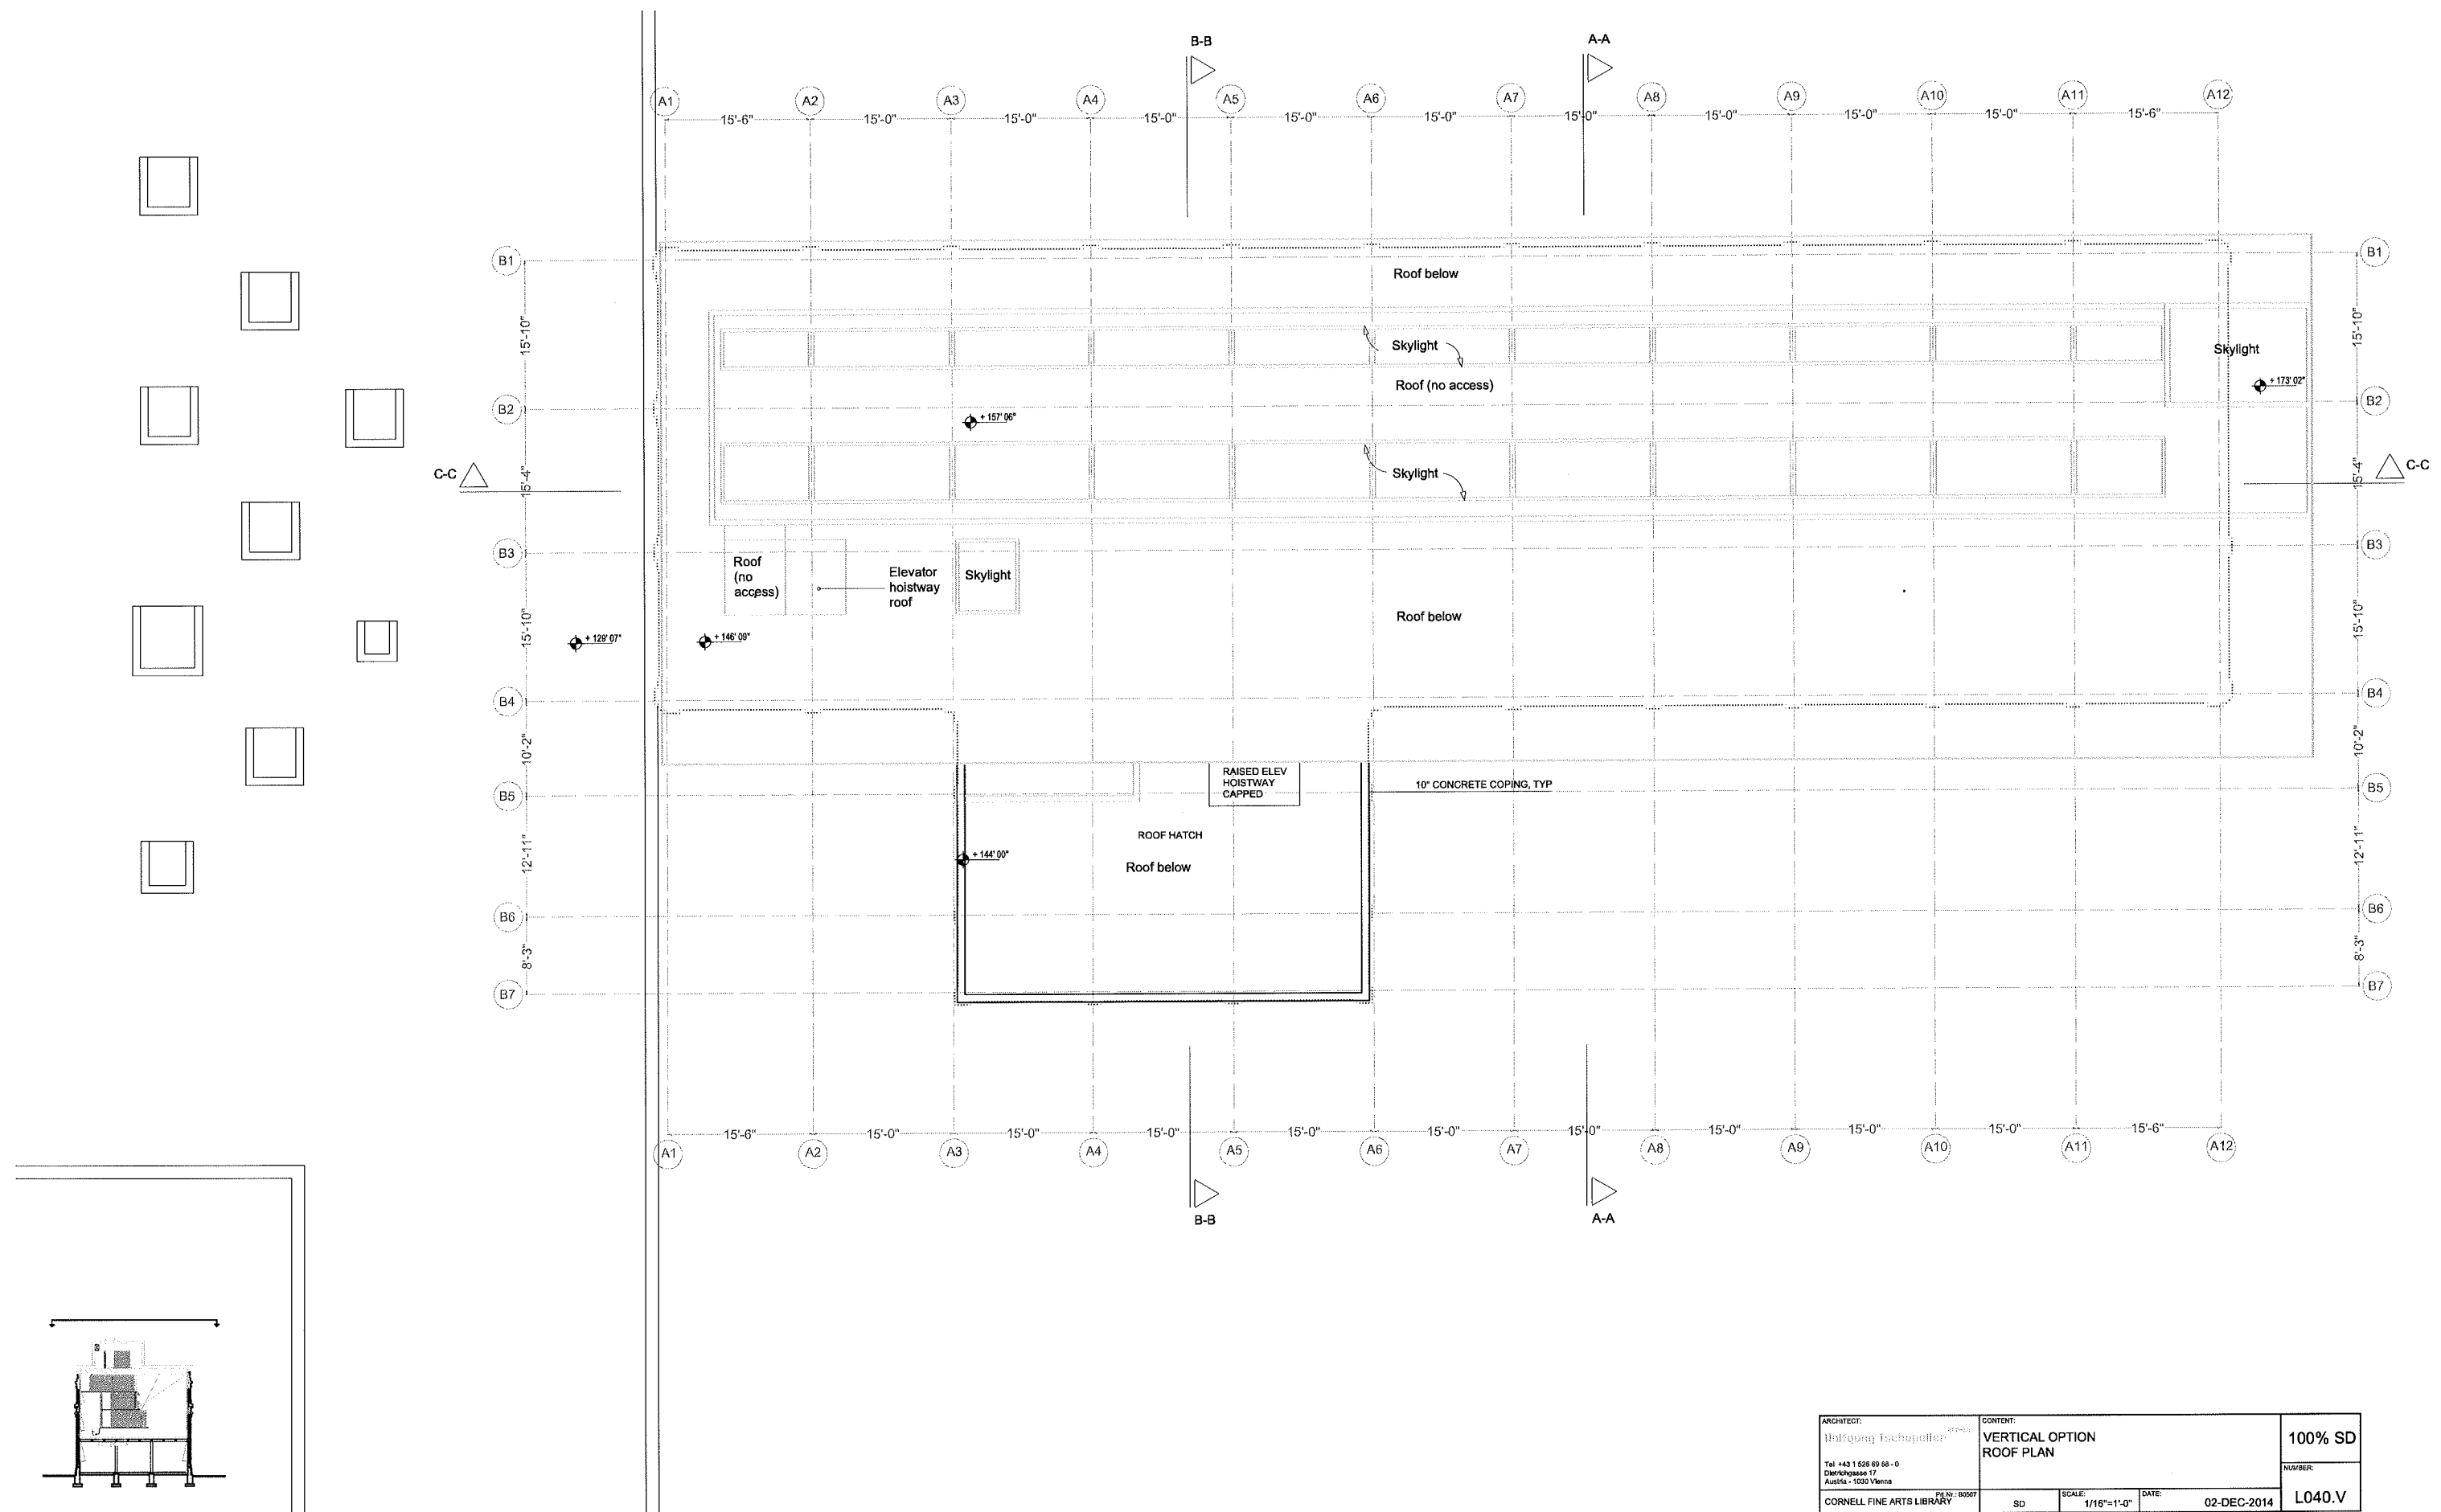 B-B
A-A
A1 A2 A3 A4 A5 A6 A7 A8 A9 A10 A11 A12
15'-6" 15'-0" 15'-0" 15'-0" 15'-0" 15'-0" 15'-0" 15'-0" 15'-0" 15'-0" 15'-6"
B1
B1
Roof below
15'-10"
15'-10"
Skylight
Skylight
Roof (no access)
+ 173' 02"
B2
B2
+ 157' 06"
C-C
15'-4"
Skylight
15'-4"
C-C
B3
B3
Roof
(no
access)
Elevator
hoistway
roof
Skylight
15'-10"
Roof below
15'-10"
+ 129' 07"
+ 146' 09"
B4
B4
10'-2"
10'-2"
RAISED ELEV
HOISTWAY
CAPPED
10" CONCRETE COPING, TYP
B5
B5
ROOF HATCH
12'-11"
+ 144' 00"
Roof below
12'-11"
B6
B6
8'-3"
8'-3"
B7
B7
15'-6" 15'-0" 15'-0" 15'-0" 15'-0" 15'-0" 15'-0" 15'-0" 15'-0" 15'-0" 15'-6"
A1 A2 A3 A4 A5 A6 A7 A8 A9 A10 A11 A12
B-B
A-A
ARCHITECT:
Wolfgang Tschapeller
Tel +43 1 526 69 68 - 0
Dietrichgasse 17
Austria - 1030 Vienna
Prj.Nr.: B0507
CORNELL FINE ARTS LIBRARY
CONTENT:
VERTICAL OPTION
ROOF PLAN
SD
SCALE:
1/16"=1'-0"
DATE:
02-DEC-2014
100% SD
NUMBER:
L040.V